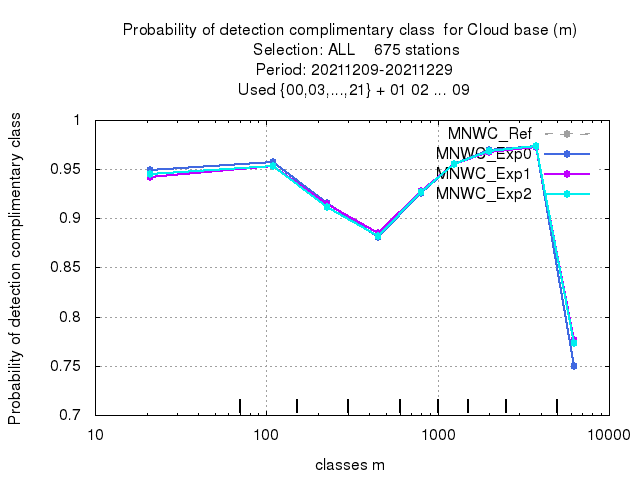 Probability of detection complimentary class  for Cloud base (m)
Selection: ALL    675 stations
Period: 20211209-20211229
Used {00,03,...,21} + 01 02 ... 09
Probability of detection complimentary class
1
0.95
0.9
0.85
0.8
0.75
0.7
MNWC_Ref
MNWC_Exp0
MNWC_Exp1
MNWC_Exp2
10
100
1000
10000
classes m